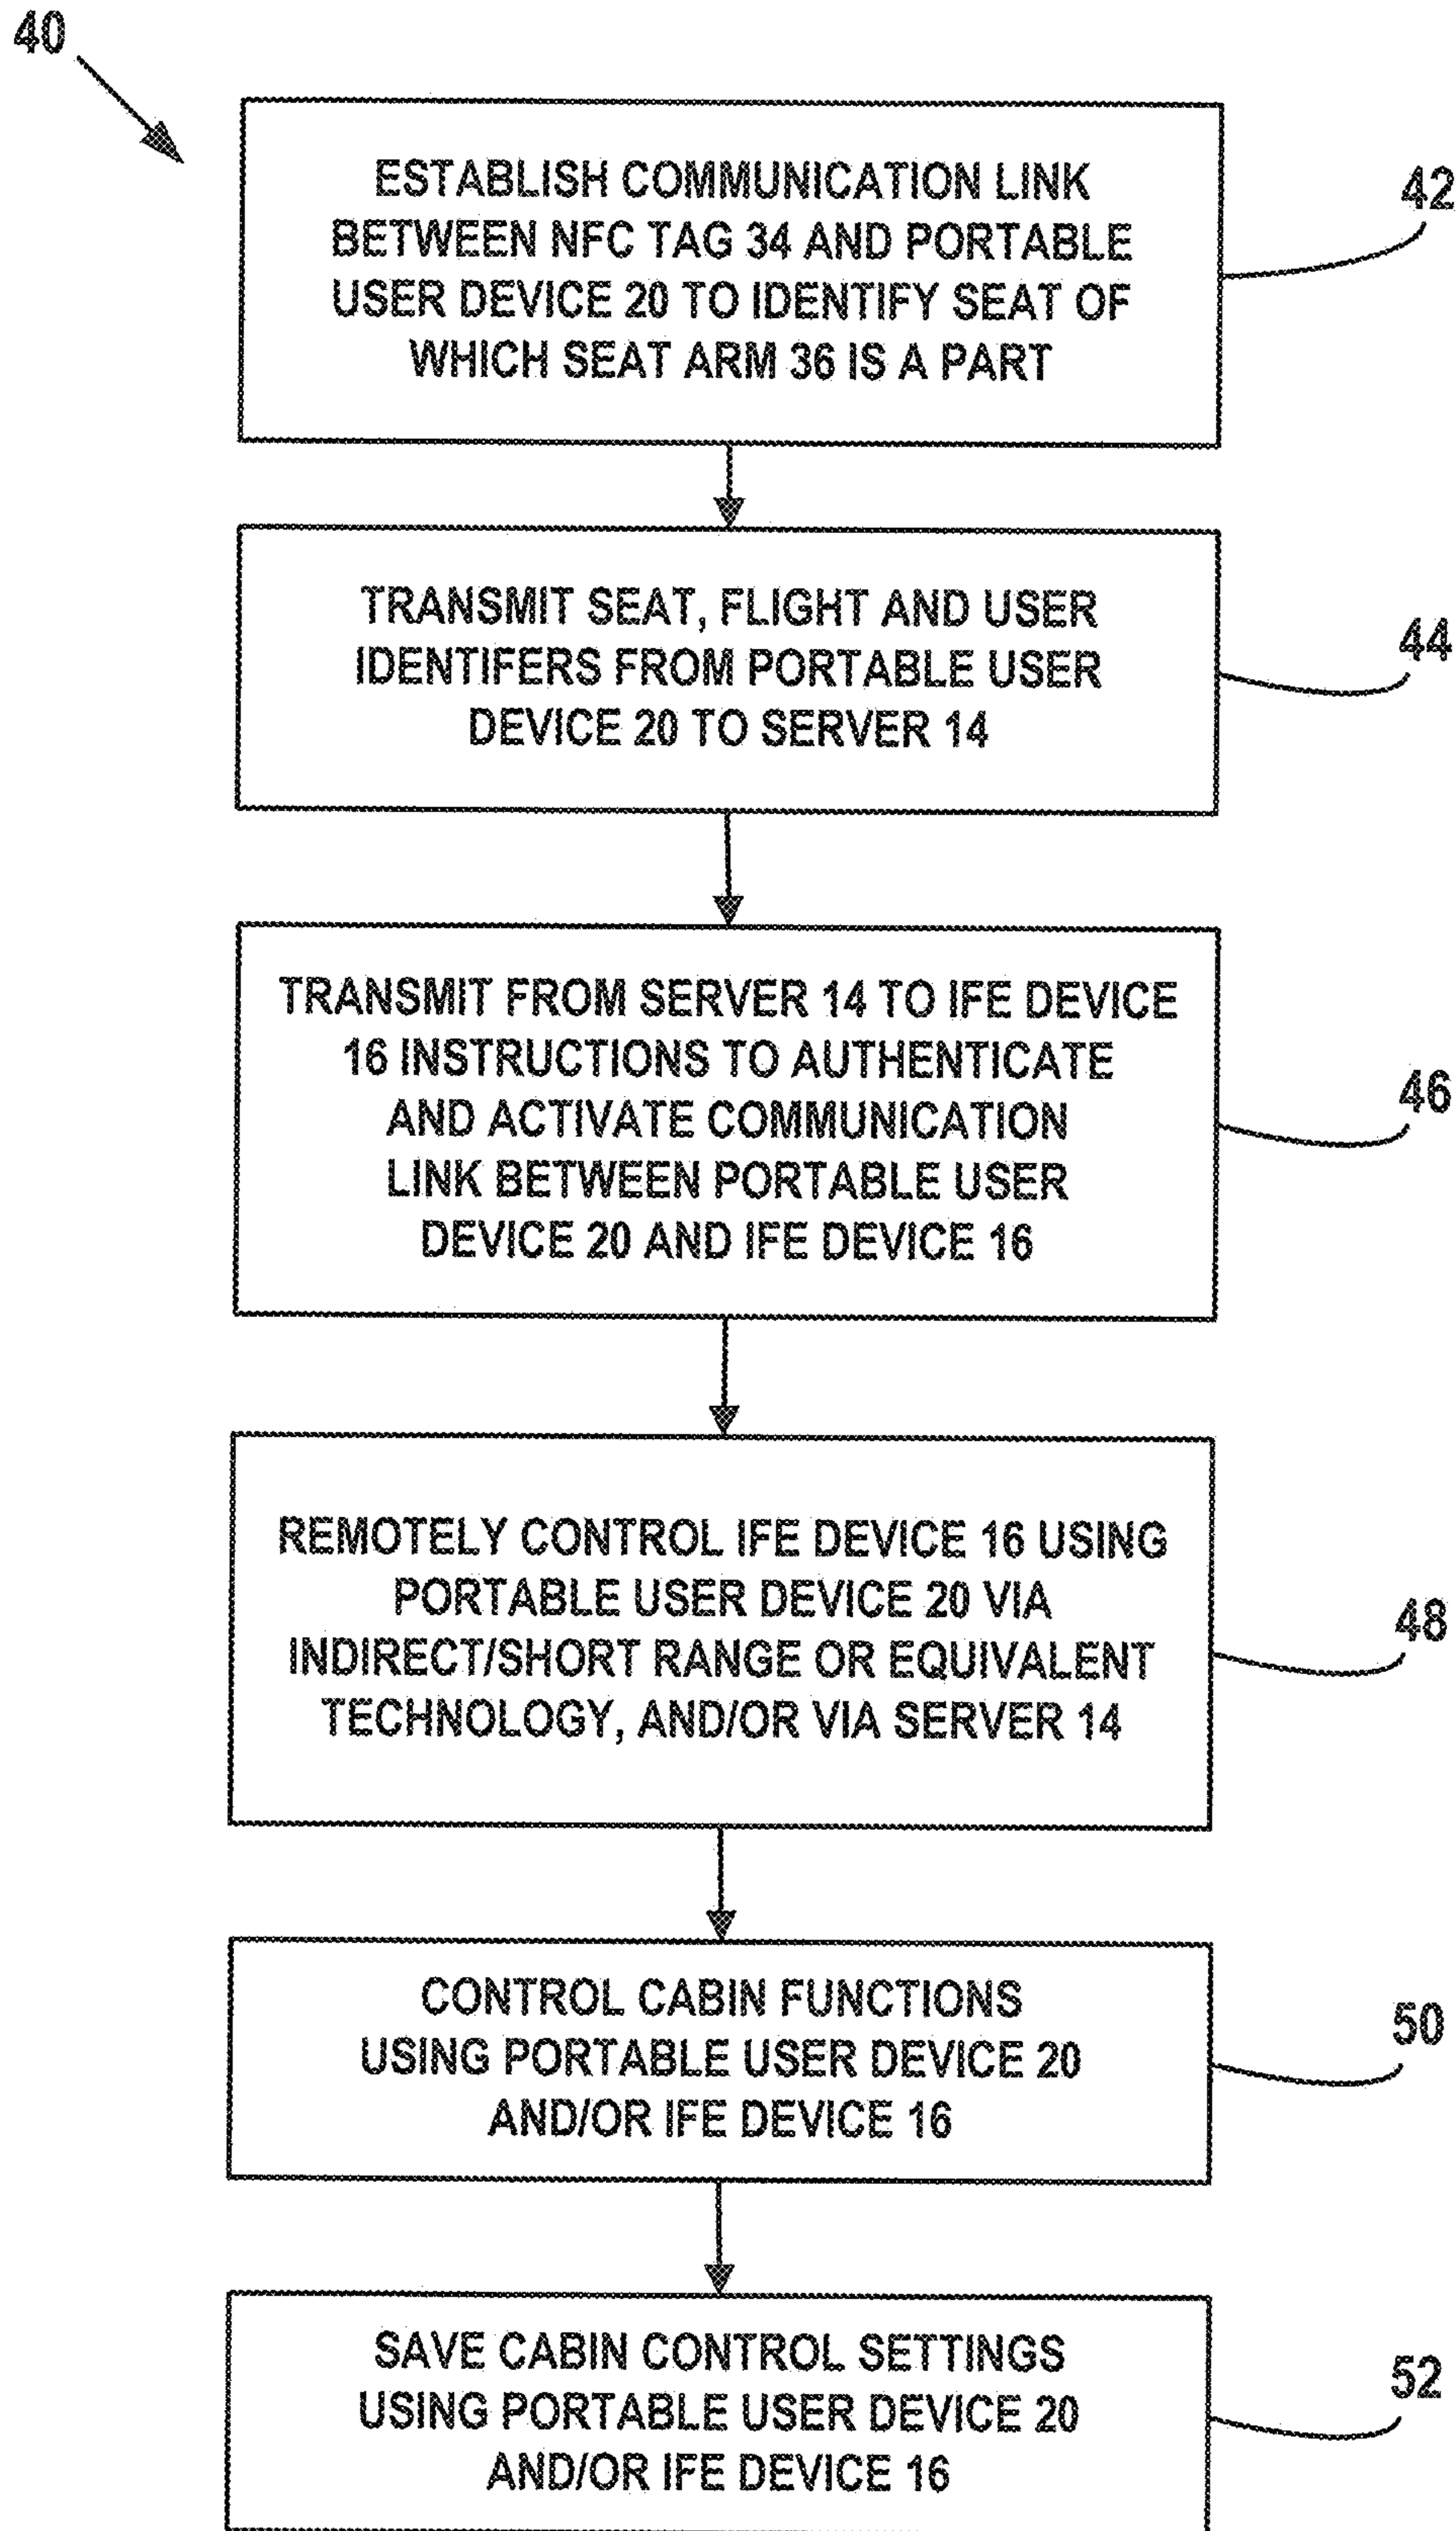 40
ESTABLISH COMMUNICATION LINK
BETWEEN NFC TAG 34 AND PORTABLE
USER DEVICE 20 TO IDENTIFY SEAT OF
WHICH SEAT ARM 36 IS A PART
42
TRANSMIT SEAT, FLIGHT AND USER
IDENTIFERS FROM PORTABLE USER
DEVICE 20 TO SERVER 14
44
TRANSMIT FROM SERVER 14 TO IFE DEVICE
16 INSTRUCTIONS TO AUTHENTICATE
AND ACTIVATE COMMUNICATION
LINK BETWEEN PORTABLE USER
DEVICE 20 AND IFE DEVICE 16
46
REMOTELY CONTROL IFE DEVICE 16 USING
PORTABLE USER DEVICE 20 VIA
INDIRECT/SHORT RANGE OR EQUIVALENT
TECHNOLOGY, AND/OR VIA SERVER 14
48
CONTROL CABIN FUNCTIONS
USING PORTABLE USER DEVICE 20
AND/OR IFE DEVICE 16
50
SAVE CABIN CONTROL SETTINGS
USING PORTABLE USER DEVICE 20
AND/OR IFE DEVICE 16
52